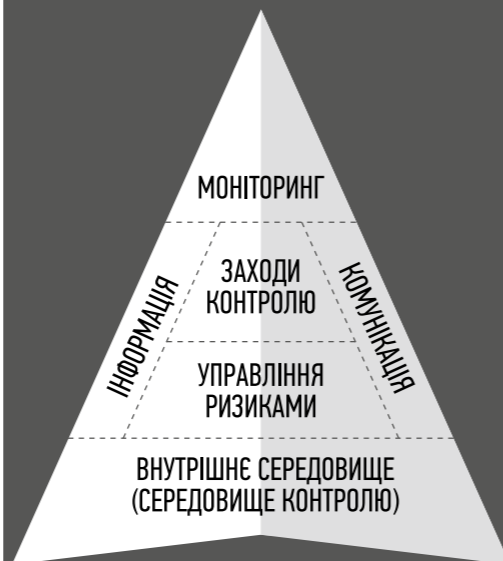 МОНІТОРИНГ
ІНФОРМАЦІЯ
ЗАХОДИ
КОНТРОЛЮ
КОМУНІКАЦІЯ
УПРАВЛІННЯ
РИЗИКАМИ
ВНУТРІШНЄ СЕРЕДОВИЩЕ
(СЕРЕДОВИЩЕ КОНТРОЛЮ)